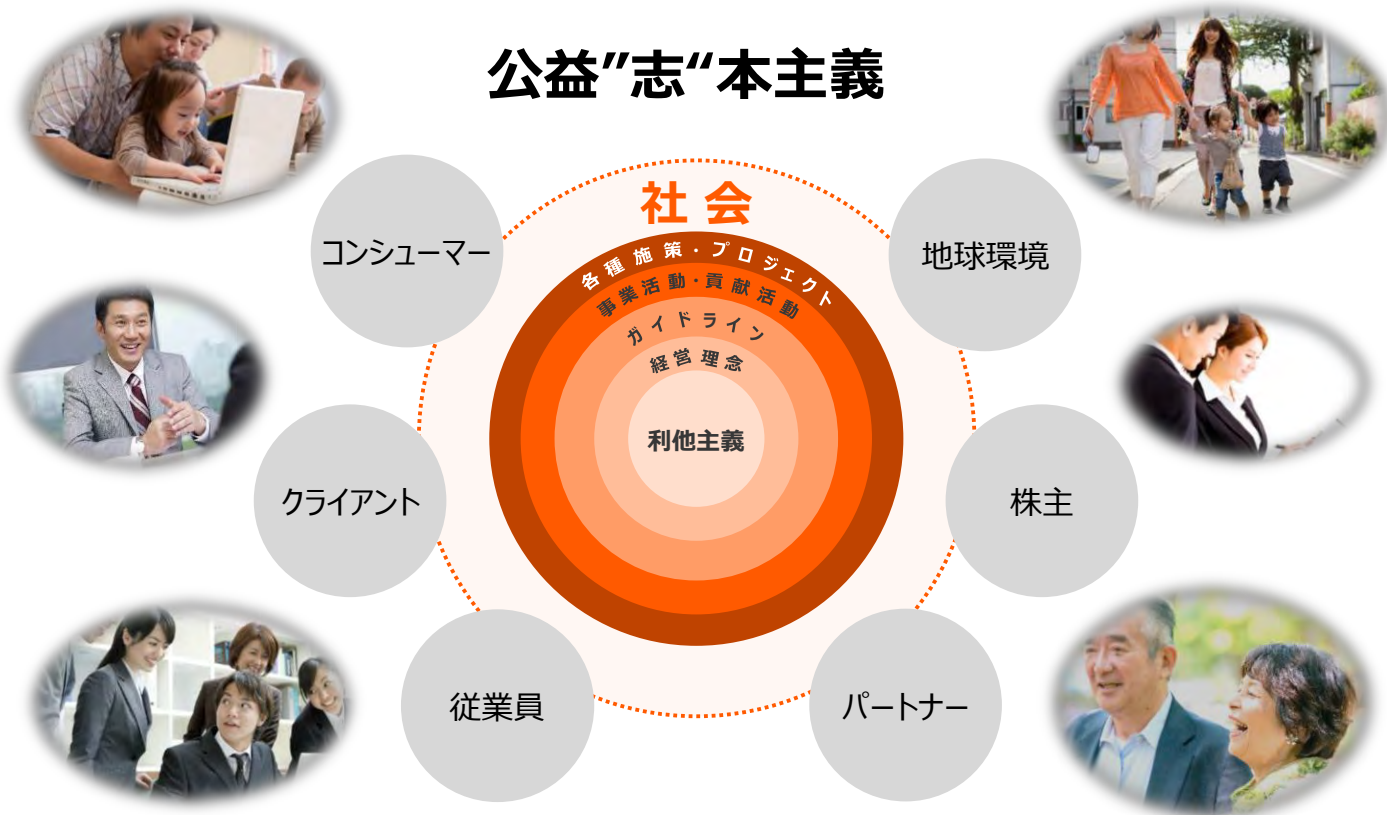 公益”志“本主義
社会
コンシューマー
地球環境
各種施策・プロジェクト
事業活動・貢献活動
ガイドライン
経営理念
利他主義
クライアント
株主
従業員
パートナー